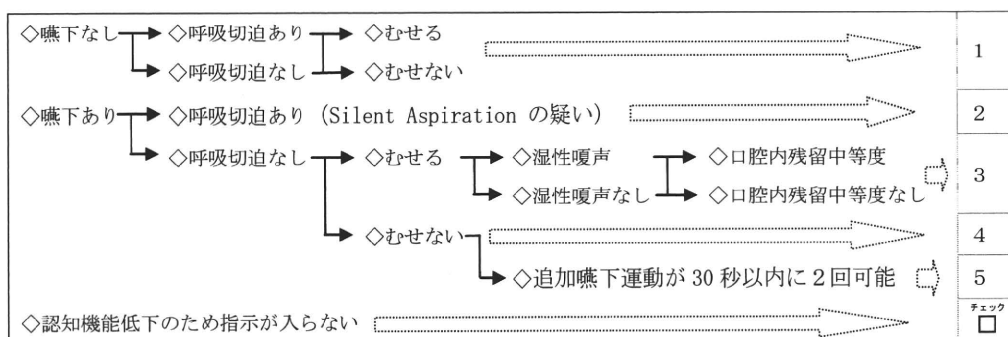 ◇嚥下なし ◇呼吸切迫あり ◇むせる 1
◇呼吸切迫なし ◇むせない
◇嚥下あり ◇呼吸切迫あり (Silent Aspiration の疑い) 2
◇呼吸切迫なし ◇むせる ◇湿性嗄声 ◇口腔内残留中等度 3
◇湿性嗄声なし ◇口腔内残留中等度なし
◇むせない 4
◇追加嚥下運動が 30 秒以内に2回可能 5
◇認知機能低下のため指示が入らない チェック □